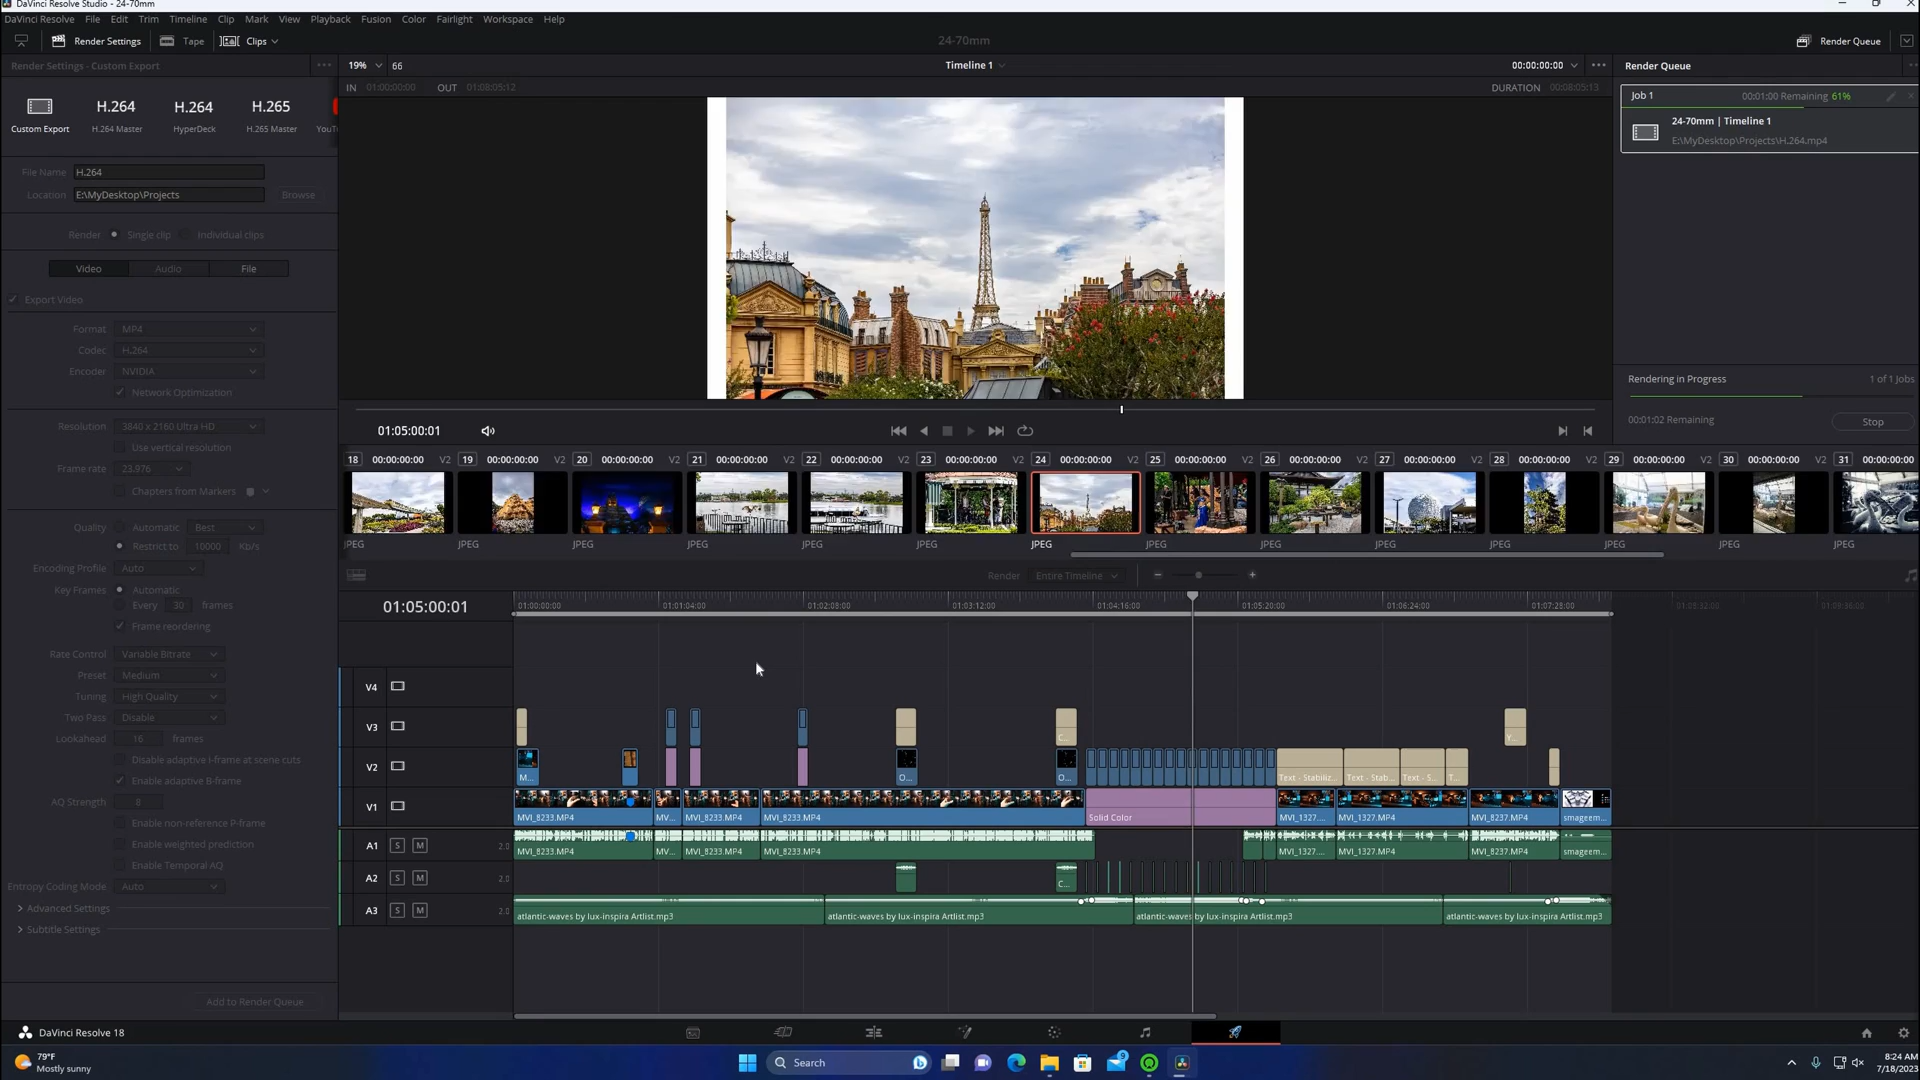 DaVinci Resolve Studio - 24-70mm
DaVinci Resolve File Edit Trim Timeline Clip Mark View Playback Fusion Color Fairlight Workspace Help
Render Settings Tape Clips
24-70mm
Render Queue
Render Settings - Custom Export
19% 66
Timeline 1
00:00:00:00
Render Queue
IN 01:00:00:00 OUT 01:08:05:12
DURATION 00:08:05:13
H.264 H.264 H.265
Custom Export H.264 Master HyperDeck H.265 Master YouT
Job 1 00:01:00 Remaining 61%
24-70mm | Timeline 1
E:\MyDesktop\Projects\H.264.mp4
File Name H.264
Location E:\MyDesktop\Projects Browse
Render Single clip Individual clips
Video Audio File
Export Video
Format MP4
Codec H.264
Encoder NVIDIA
Network Optimization
Resolution 3840 x 2160 Ultra HD
Use vertical resolution
Frame rate 23.976
Chapters from Markers
Quality Automatic Best
Restrict to 10000 Kb/s
Encoding Profile Auto
Key Frames Automatic
Every 30 frames
Frame reordering
Rate Control Variable Bitrate
Preset Medium
Tuning High Quality
Two Pass Disable
Lookahead 16 frames
Disable adaptive I-frame at scene cuts
Enable adaptive B-frame
AQ Strength 8
Enable non-reference P-frame
Enable weighted prediction
Enable Temporal AQ
Entropy Coding Mode Auto
Advanced Settings
Subtitle Settings
Add to Render Queue
Rendering in Progress 1 of 1 Jobs
00:01:02 Remaining Stop
01:05:00:01
18 00:00:00:00 V2 19 00:00:00:00 V2 20 00:00:00:00 V2 21 00:00:00:00 V2 22 00:00:00:00 V2 23 00:00:00:00 V2 24 00:00:00:00 V2 25 00:00:00:00 V2 26 00:00:00:00 V2 27 00:00:00:00 V2 28 00:00:00:00 V2 29 00:00:00:00 V2 30 00:00:00:00 V2 31 00:00:00:00
JPEG JPEG JPEG JPEG JPEG JPEG JPEG JPEG JPEG JPEG JPEG JPEG JPEG JPEG
Render Entire Timeline
01:05:00:01
01:00:00:00 01:01:04:00 01:02:08:00 01:03:12:00 01:04:16:00 01:05:20:00 01:06:24:00 01:07:28:00 01:08:32:00 01:09:36:00
V4
V3 C... Y...
V2 M... O... O... Text - Stabiliz... Text - Stab... Text - S... T...
V1 MVI_8233.MP4 MV... MVI_8233.MP4 MVI_8233.MP4 Solid Color MVI_1327.... MVI_1327.MP4 MVI_8237.MP4 smageem...
A1 S M 2.0 MVI_8233.MP4 MV... MVI_8233.MP4 MVI_8233.MP4 MVI_1327.... MVI_1327.MP4 MVI_8237.MP4 smageem...
A2 S M 2.0 C...
A3 S M 2.0 atlantic-waves by lux-inspira Artlist.mp3 atlantic-waves by lux-inspira Artlist.mp3 atlantic-waves by lux-inspira Artlist.mp3 atlantic-waves by lux-inspira Artlist.mp3
DaVinci Resolve 18
79°F
Mostly sunny
Search
9
8:24 AM
7/18/2023